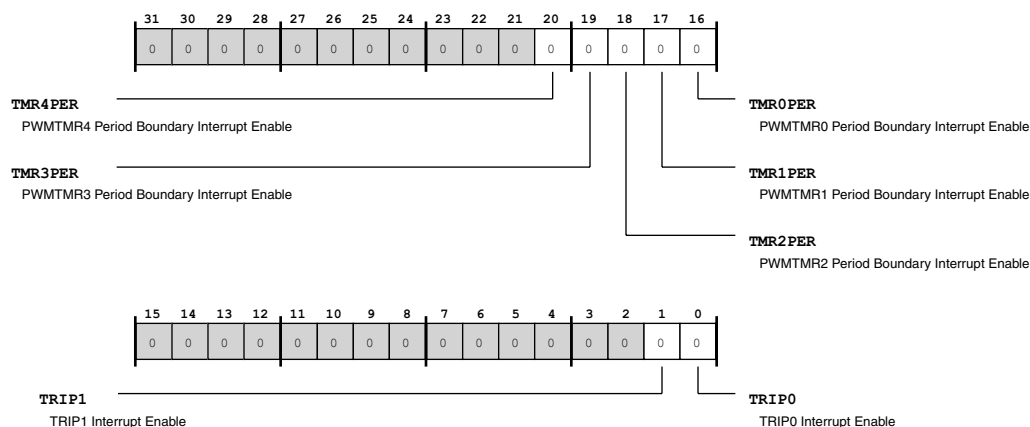 31 30 29 28 27 26 25 24 23 22 21 20 19 18 17 16
0 0 0 0 0 0 0 0 0 0 0 0 0 0 0 0
TMR4PER
PWMTMR4 Period Boundary Interrupt Enable
TMR0PER
PWMTMR0 Period Boundary Interrupt Enable
TMR3PER
PWMTMR3 Period Boundary Interrupt Enable
TMR1PER
PWMTMR1 Period Boundary Interrupt Enable
TMR2PER
PWMTMR2 Period Boundary Interrupt Enable
15 14 13 12 11 10 9 8 7 6 5 4 3 2 1 0
0 0 0 0 0 0 0 0 0 0 0 0 0 0 0 0
TRIP1
TRIP1 Interrupt Enable
TRIP0
TRIP0 Interrupt Enable